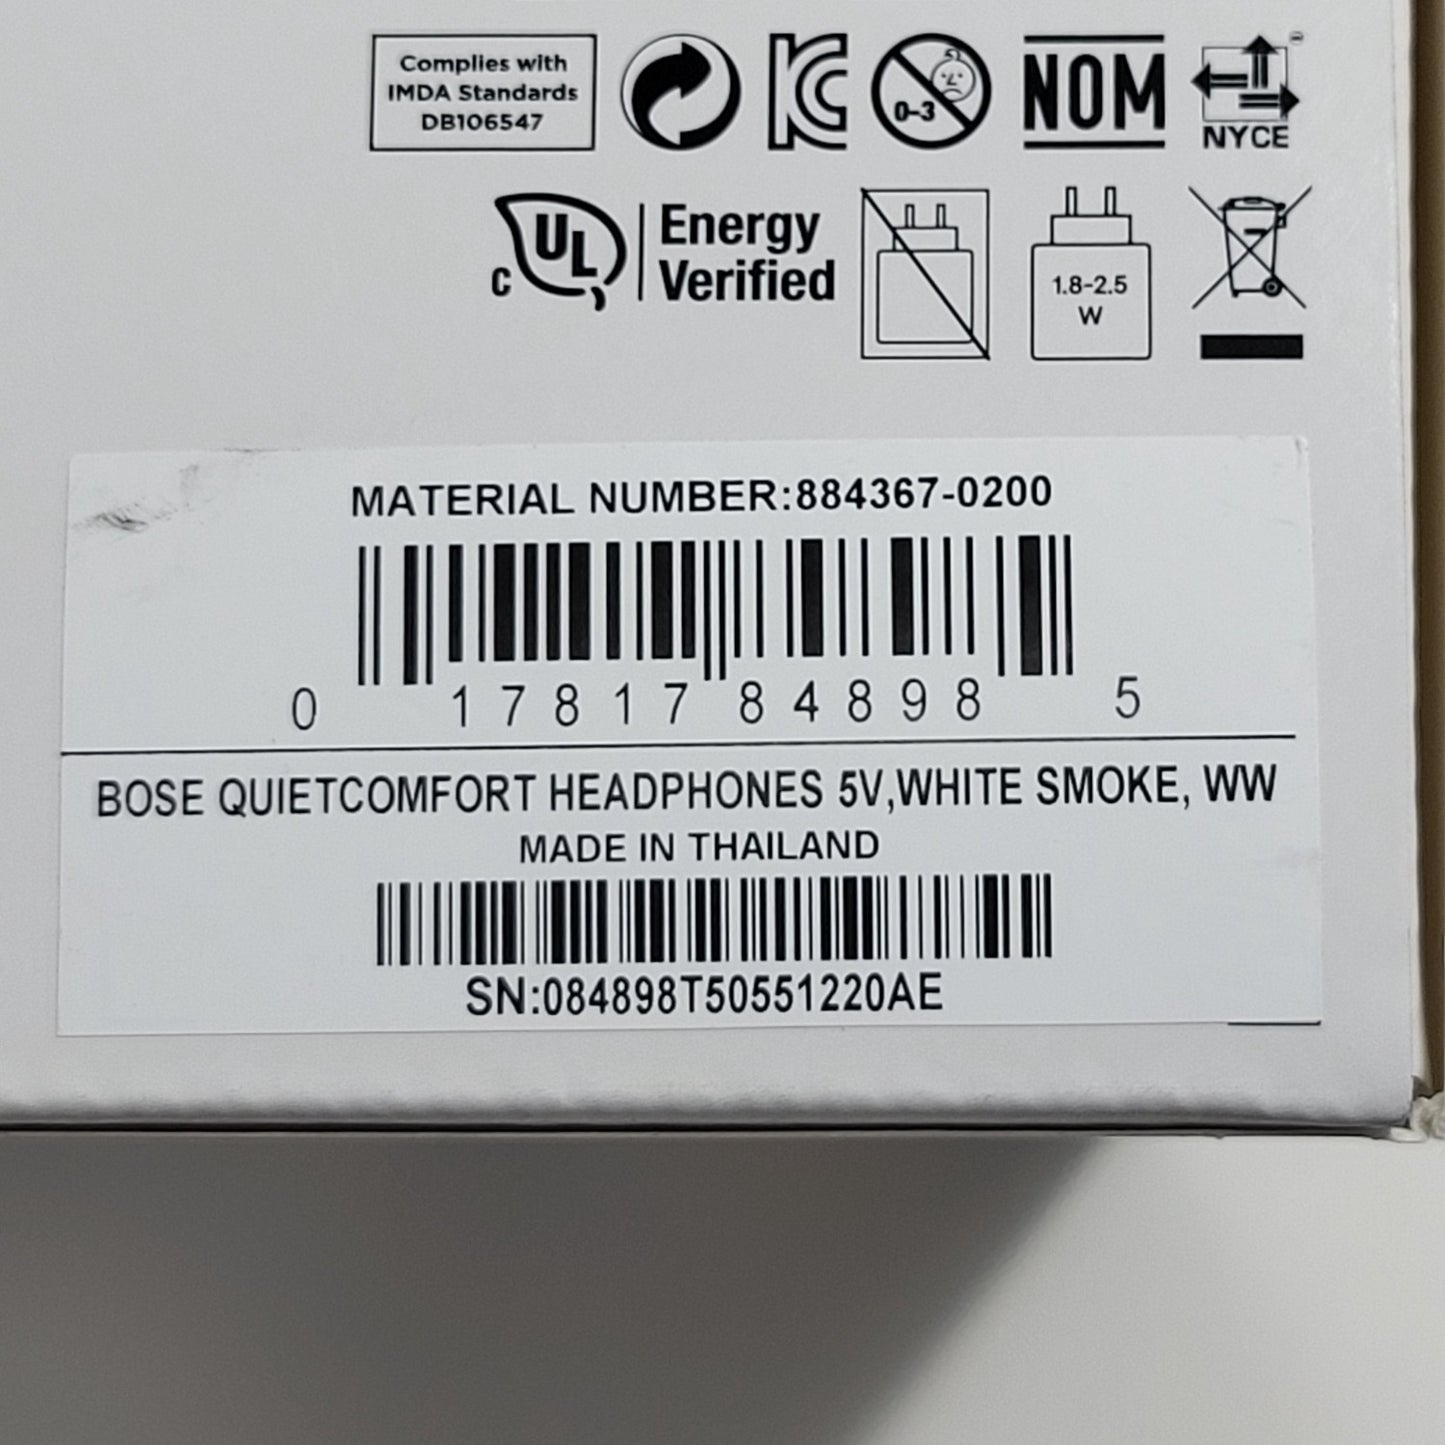 Complies with
IMDA Standards
DB106547
0-3
NOM
NYCE
c UL Energy
Verified
1.8-2.5
W
MATERIAL NUMBER:884367-0200
0 17817 84898 5
BOSE QUIETCOMFORT HEADPHONES 5V,WHITE SMOKE, WW
MADE IN THAILAND
SN:084898T50551220AE